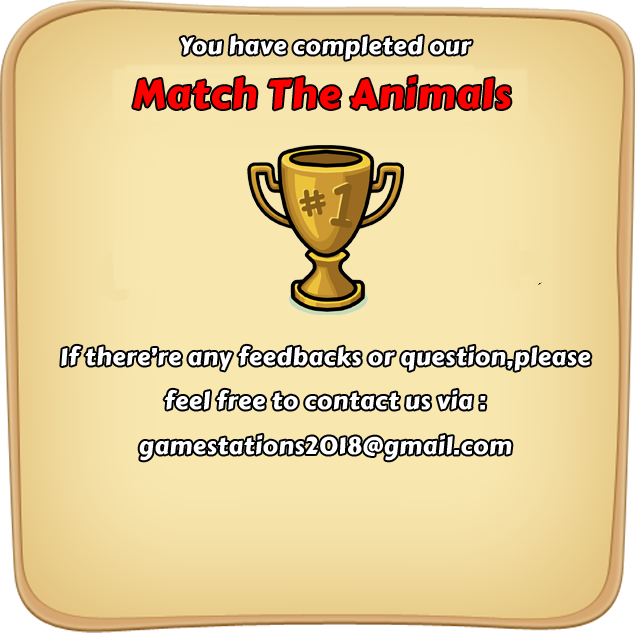 You have completed our
Match The Animals
#1
If there're any feedbacks or question,please
feel free to contact us via :
gamestations2018@gmail.com